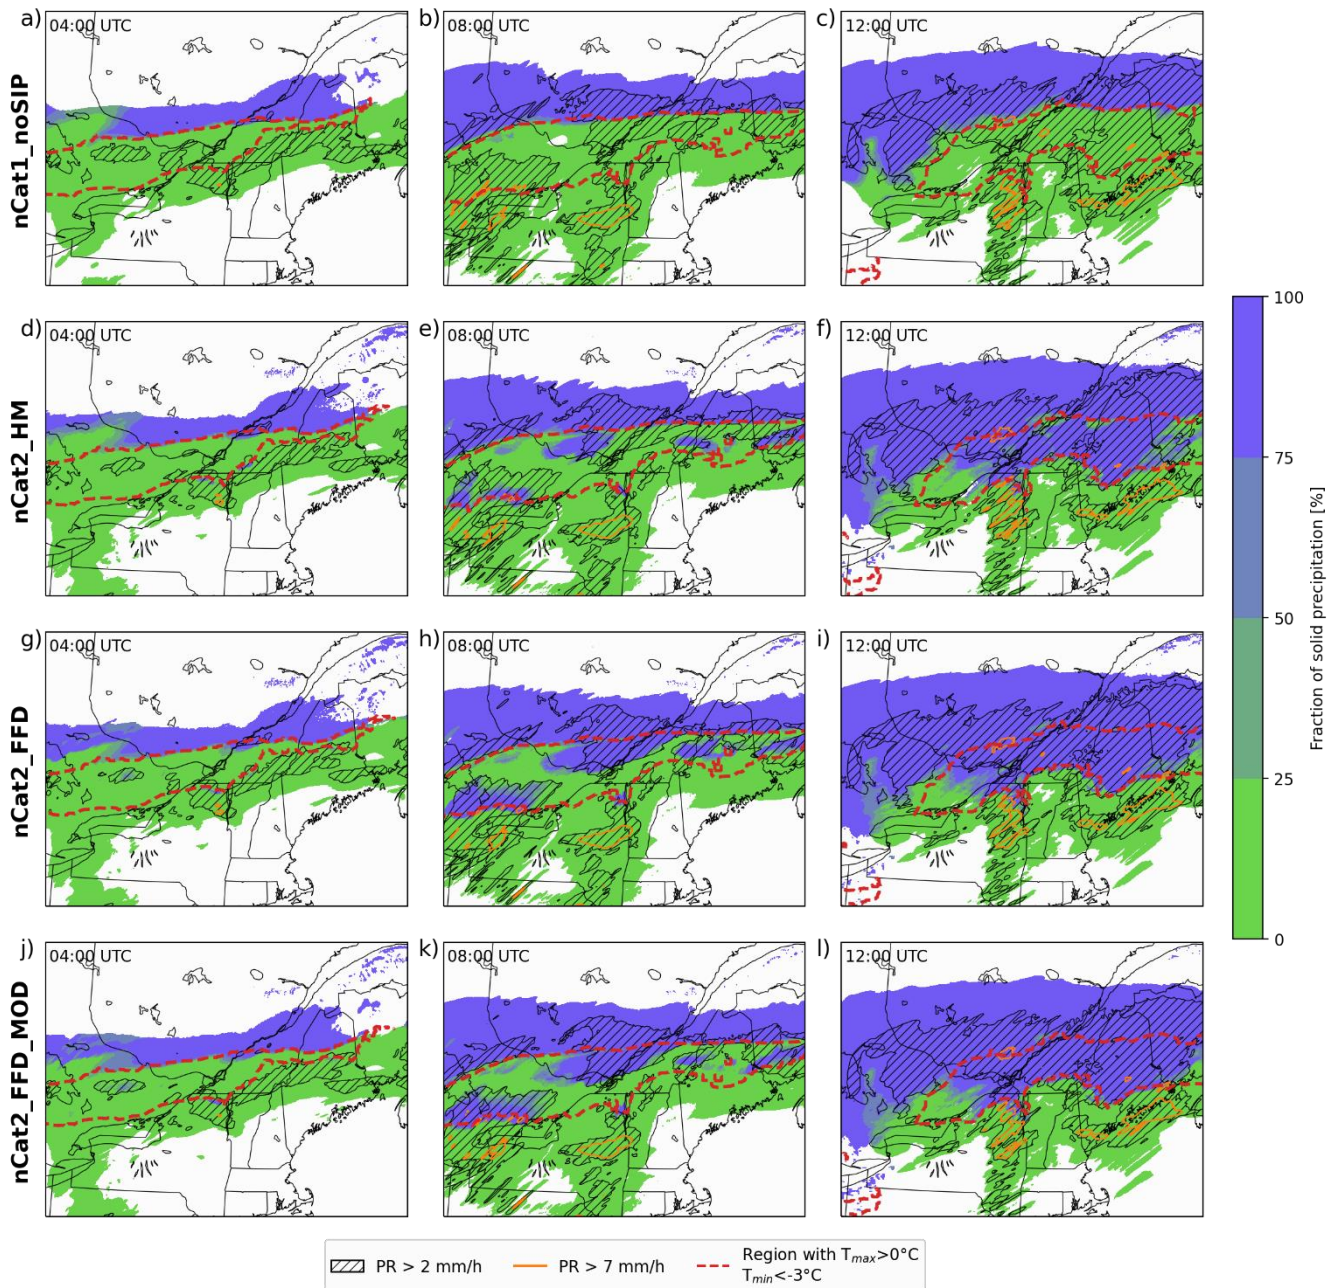 a) 04:00 UTC
b) 08:00 UTC
c) 12:00 UTC
nCat1_noSIP
d) 04:00 UTC
e) 08:00 UTC
f) 12:00 UTC
nCat2_HM
g) 04:00 UTC
h) 08:00 UTC
i) 12:00 UTC
nCat2_FFD
j) 04:00 UTC
k) 08:00 UTC
l) 12:00 UTC
nCat2_FFD_MOD
100
75
50
25
0
Fraction of solid precipitation [%]
PR > 2 mm/h
PR > 7 mm/h
Region with Tmax>0°C
Tmin<-3°C